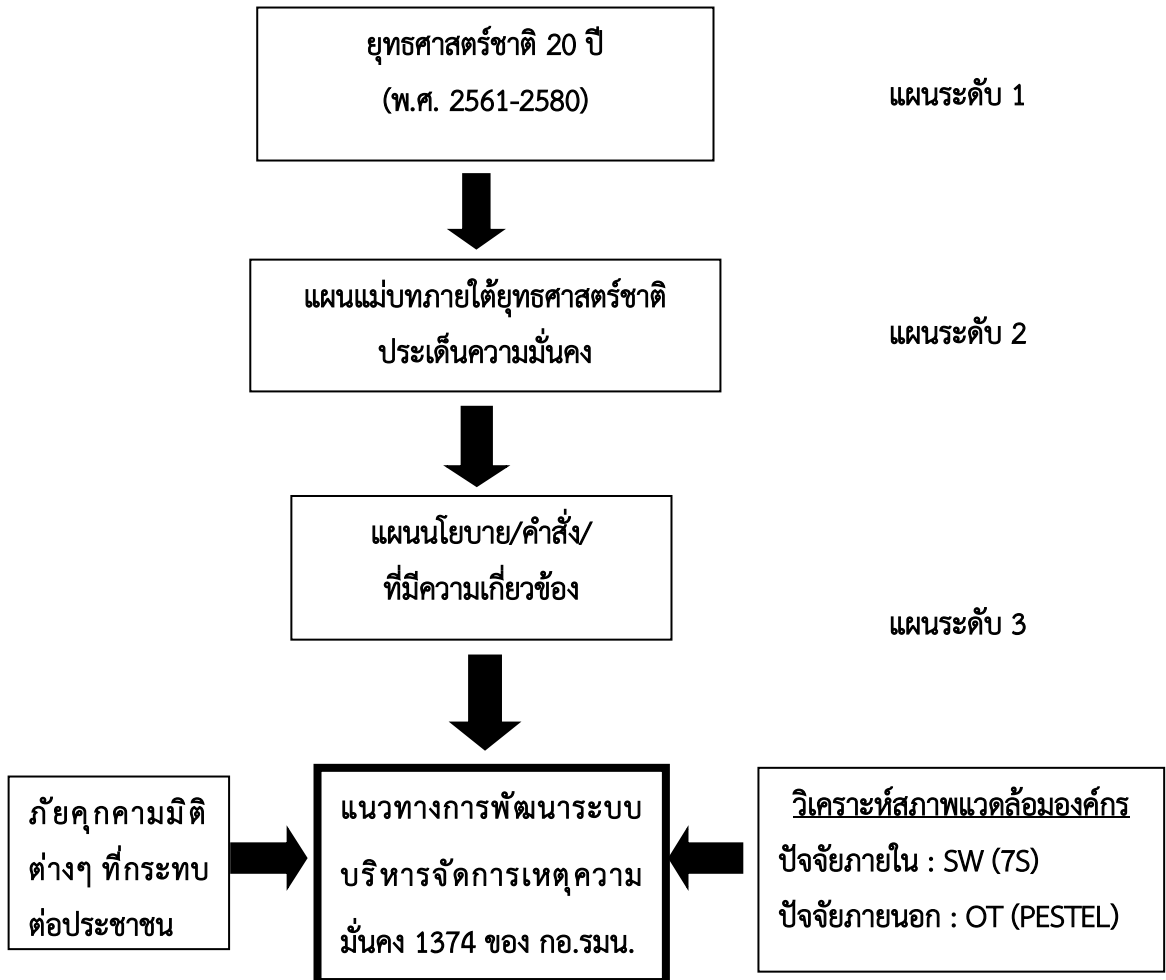 ยุทธศาสตร์ชาติ 20 ปี
(พ.ศ. 2561-2580)
แผนระดับ 1
แผนแม่บทภายใต้ยุทธศาสตร์ชาติ
ประเด็นความมั่นคง
แผนระดับ 2
แผนนโยบาย/คำสั่ง/
ที่มีความเกี่ยวข้อง
แผนระดับ 3
ภัยคุกคามมิติ
ต่างๆ ที่กระทบ
ต่อประชาชน
แนวทางการพัฒนาระบบ
บริหารจัดการเหตุความ
มั่นคง 1374 ของ กอ.รมน.
วิเคราะห์สภาพแวดล้อมองค์กร
ปัจจัยภายใน : SW (7S)
ปัจจัยภายนอก : OT (PESTEL)